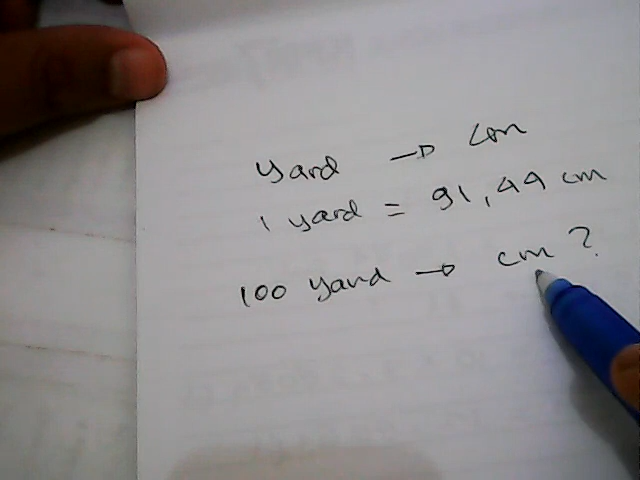 yard → cm
1 yard = 91,44 cm
100 yard → cm ?